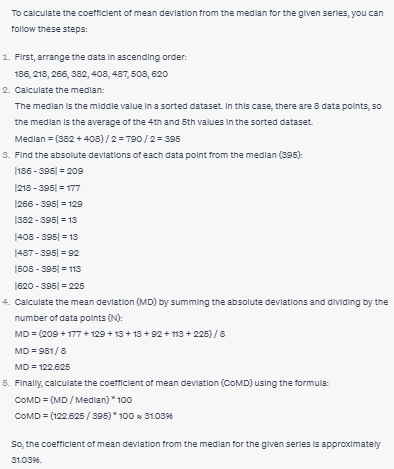 To calculate the coefficient of mean deviation from the median for the given series, you can
follow these steps:
1. First, arrange the data in ascending order:
186, 218, 266, 382, 408, 487, 508, 620
2. Calculate the median:
The median is the middle value in a sorted dataset. In this case, there are 8 data points, so
the median is the average of the 4th and 5th values in the sorted dataset.
Median = (382 + 408) / 2 = 790 / 2 = 395
3. Find the absolute deviations of each data point from the median (395):
|186 - 395| = 209
|218 - 395| = 177
|266 - 395| = 129
|382 - 395| = 13
|408 - 395| = 13
|487 - 395| = 92
|508 - 395| = 113
|620 - 395| = 225
4. Calculate the mean deviation (MD) by summing the absolute deviations and dividing by the
number of data points (N):
MD = (209 + 177 + 129 + 13 + 13 + 92 + 113 + 225) / 8
MD = 981 / 8
MD = 122.625
5. Finally, calculate the coefficient of mean deviation (CoMD) using the formula:
CoMD = (MD / Median) * 100
CoMD = (122.625 / 395) * 100 ≈ 31.03%
So, the coefficient of mean deviation from the median for the given series is approximately
31.03%.